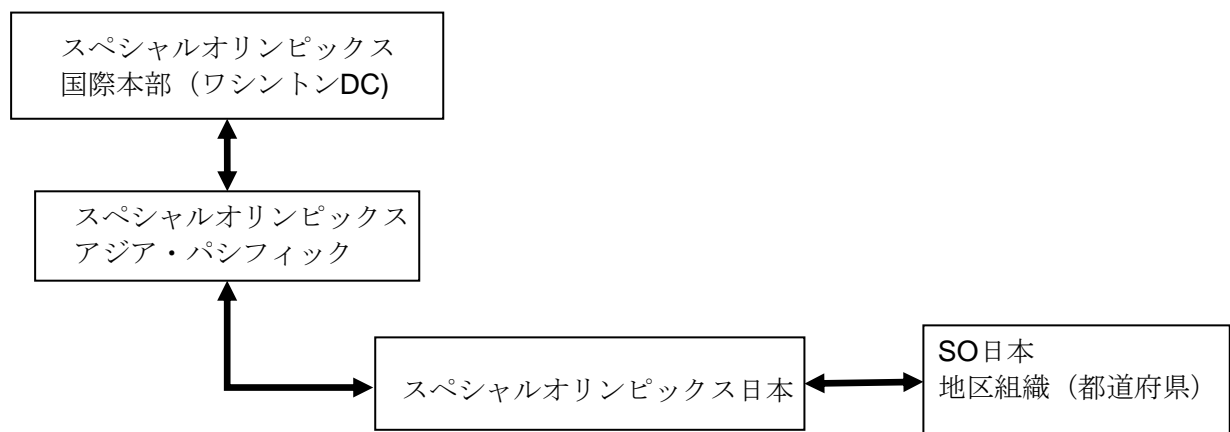 スペシャルオリンピックス
国際本部（ワシントンDC)
スペシャルオリンピックス
アジア・パシフィック
スペシャルオリンピックス日本
SO日本
地区組織（都道府県）